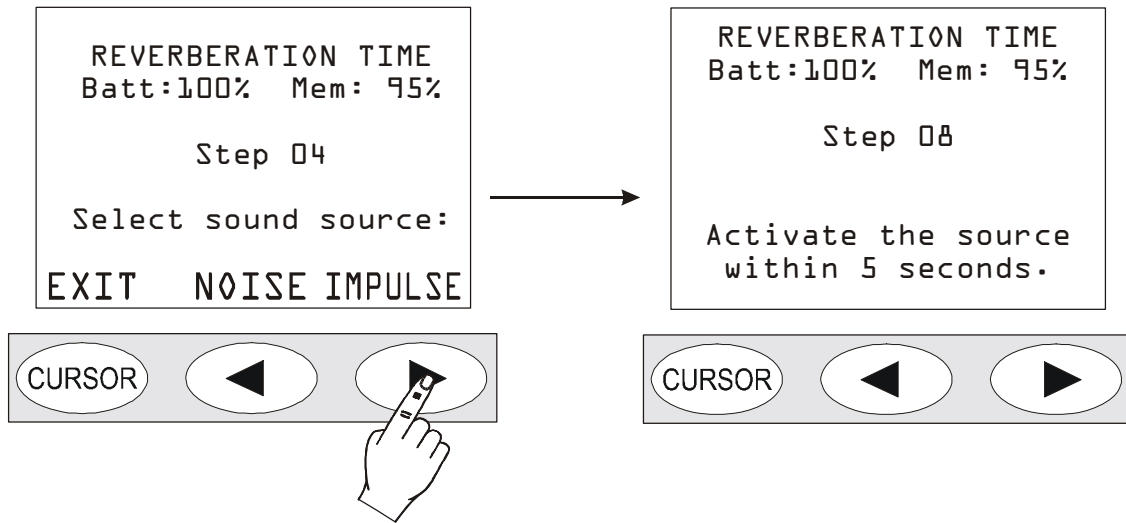 REVERBERATION TIME
Batt:100% Mem: 95%
Step 04
Select sound source:
EXIT NOISE IMPULSE
CURSOR
REVERBERATION TIME
Batt:100% Mem: 95%
Step 08
Activate the source
within 5 seconds.
CURSOR